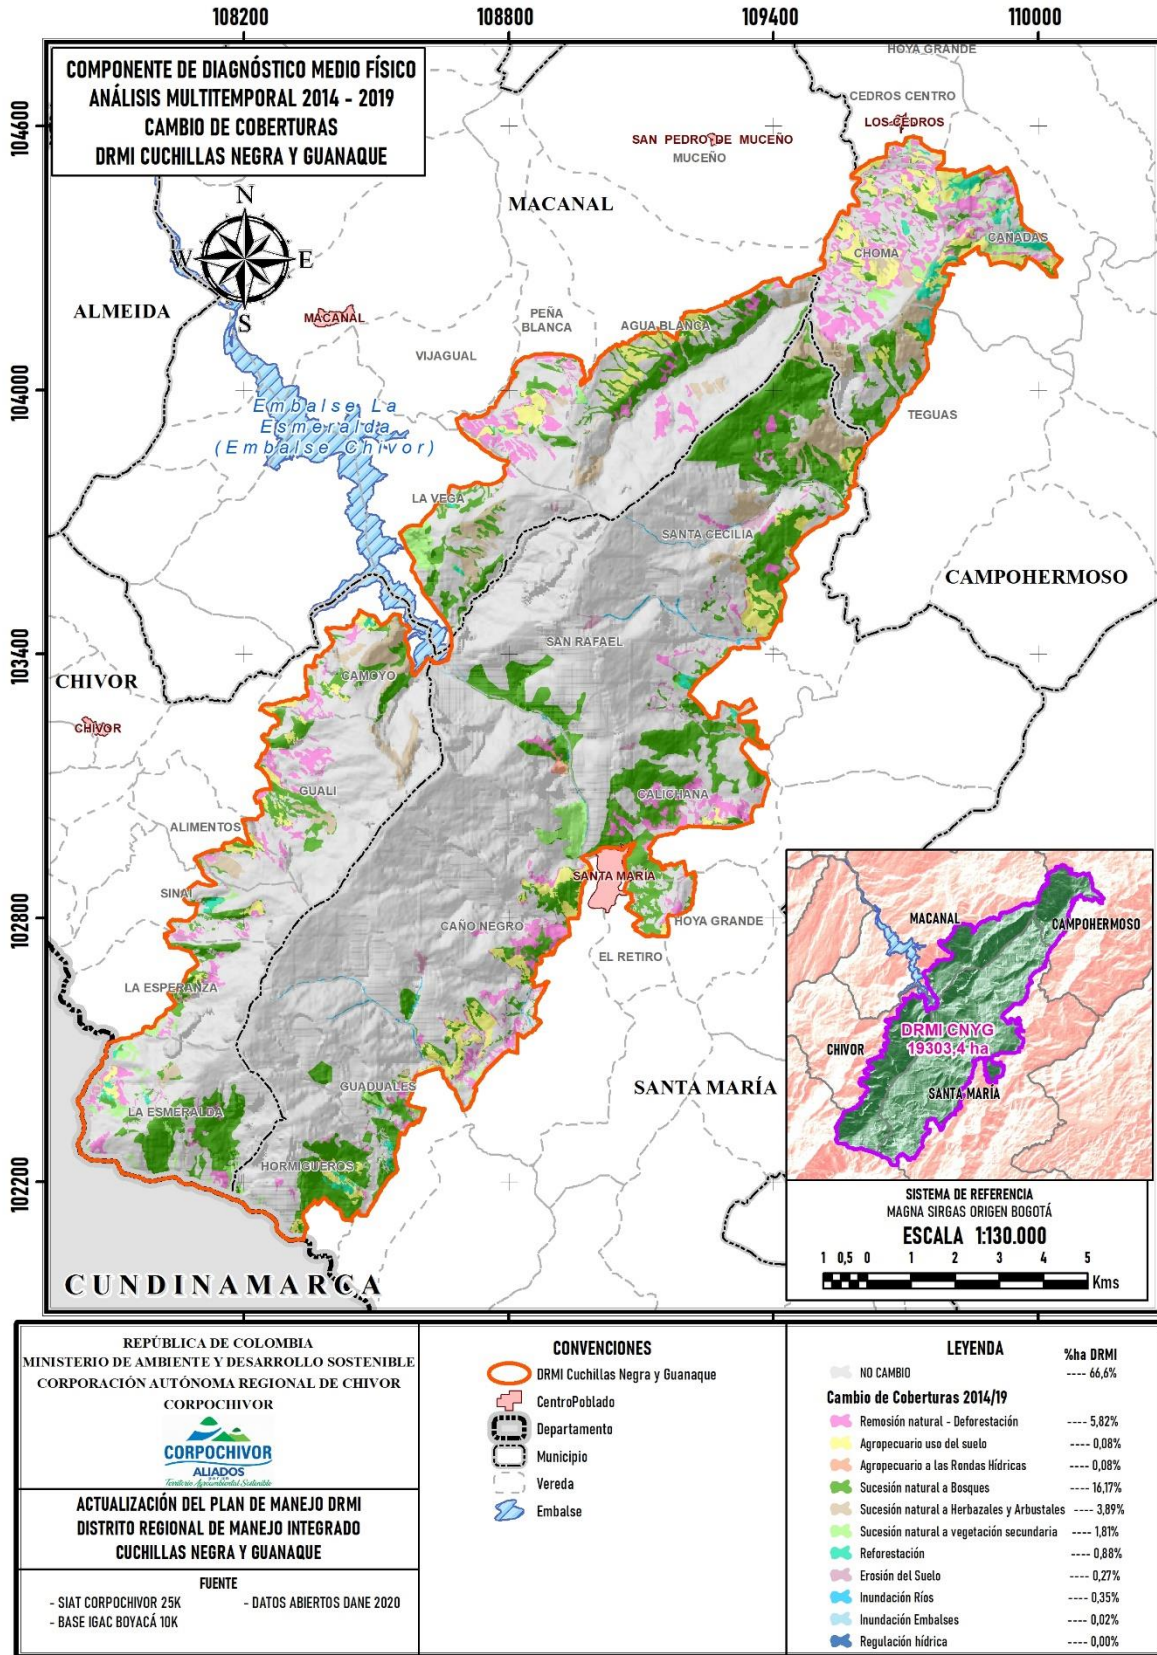 108200
108800
109400
110000
104600
104000
103400
102800
102200
COMPONENTE DE DIAGNÓSTICO MEDIO FÍSICO
ANÁLISIS MULTITEMPORAL 2014 - 2019
CAMBIO DE COBERTURAS
DRMI CUCHILLAS NEGRA Y GUANAQUE
N
W
E
S
HOYA GRANDE
CEDROS CENTRO
LOS CEDROS
SAN PEDRO DE MUCEÑO
MUCEÑO
MACANAL
CAÑADAS
CHOMA
ALMEIDA
MACANAL
PEÑA
BLANCA
AGUA BLANCA
VIJAGUAL
TEGUAS
Embalse La
Esmeralda
(Embalse Chivor)
LA VEGA
SANTA CECILIA
CAMPOHERMOSO
SAN RAFAEL
CHIVOR
CAMOYO
CHIVOR
GUALI
CALICHANA
ALIMENTOS
SINAI
SANTA MARÍA
HOYA GRANDE
CAÑO NEGRO
EL RETIRO
LA ESPERANZA
GUADUALES
SANTA MARÍA
LA ESMERALDA
HORMIGUEROS
CUNDINAMARCA
MACANAL
CAMPOHERMOSO
DRMI CNYG
19303,4 ha
CHIVOR
SANTA MARÍA
SISTEMA DE REFERENCIA
MAGNA SIRGAS ORIGEN BOGOTÁ
ESCALA 1:130.000
1 0,5 0 1 2 3 4 5
Kms
REPÚBLICA DE COLOMBIA
MINISTERIO DE AMBIENTE Y DESARROLLO SOSTENIBLE
CORPORACIÓN AUTÓNOMA REGIONAL DE CHIVOR
CORPOCHIVOR
CORPOCHIVOR
ALIADOS
Territorio Agroambiental Sostenible
ACTUALIZACIÓN DEL PLAN DE MANEJO DRMI
DISTRITO REGIONAL DE MANEJO INTEGRADO
CUCHILLAS NEGRA Y GUANAQUE
FUENTE
- SIAT CORPOCHIVOR 25K - DATOS ABIERTOS DANE 2020
- BASE IGAC BOYACÁ 10K
CONVENCIONES
DRMI Cuchillas Negra y Guanaque
CentroPoblado
Departamento
Municipio
Vereda
Embalse
LEYENDA %ha DRMI
NO CAMBIO ---- 66,6%
Cambio de Coberturas 2014/19
Remosión natural - Deforestación ---- 5,82%
Agropecuario uso del suelo ---- 0,08%
Agropecuario a las Rondas Hídricas ---- 0,08%
Sucesión natural a Bosques ---- 16,17%
Sucesión natural a Herbazales y Arbustales ---- 3,89%
Sucesión natural a vegetación secundaria ---- 1,81%
Reforestación ---- 0,88%
Erosión del Suelo ---- 0,27%
Inundación Ríos ---- 0,35%
Inundación Embalses ---- 0,02%
Regulación hídrica ---- 0,00%